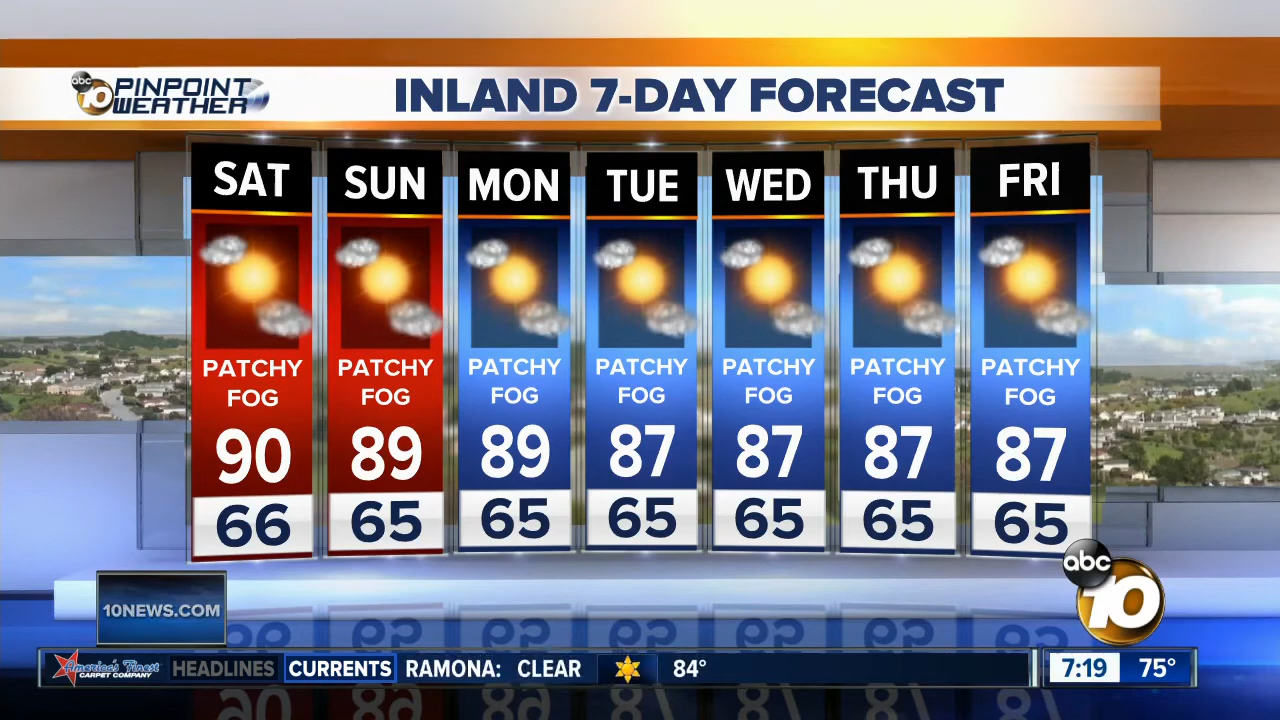 abc 10 PINPOINT WEATHER
INLAND 7-DAY FORECAST
SAT SUN MON TUE WED THU FRI
PATCHY FOG PATCHY FOG PATCHY FOG PATCHY FOG PATCHY FOG PATCHY FOG PATCHY FOG
90 89 89 87 87 87 87
66 65 65 65 65 65 65
abc 10
10NEWS.COM
America's Finest
CARPET COMPANY
HEADLINES CURRENTS RAMONA: CLEAR 84° 7:19 75°